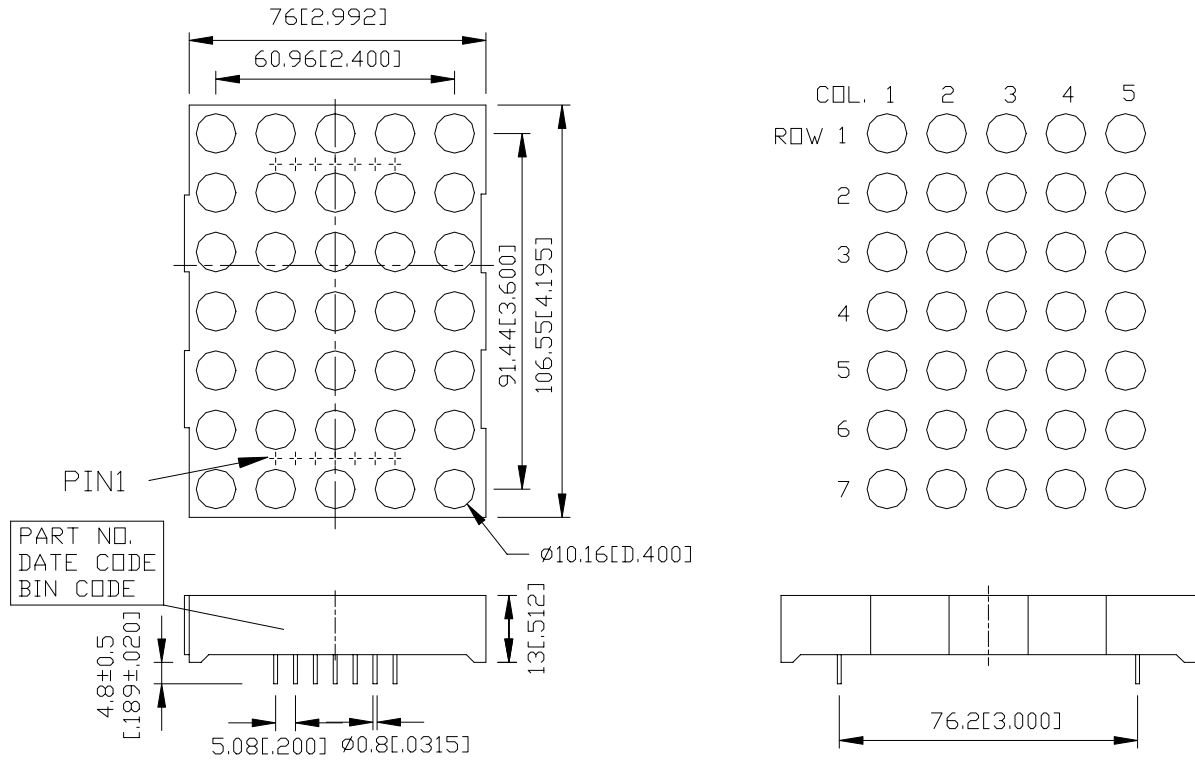 76[2.992]
60.96[2.400]
91.44[3.600]
106.55[4.195]
PIN1
PART NO.
DATE CODE
BIN CODE
Ø10.16[D.400]
4.8±0.5
[.189±.020]
13[.512]
5.08[.200]
Ø0.8[.0315]
COL. 1 2 3 4 5
ROW 1
2
3
4
5
6
7
76.2[3.000]